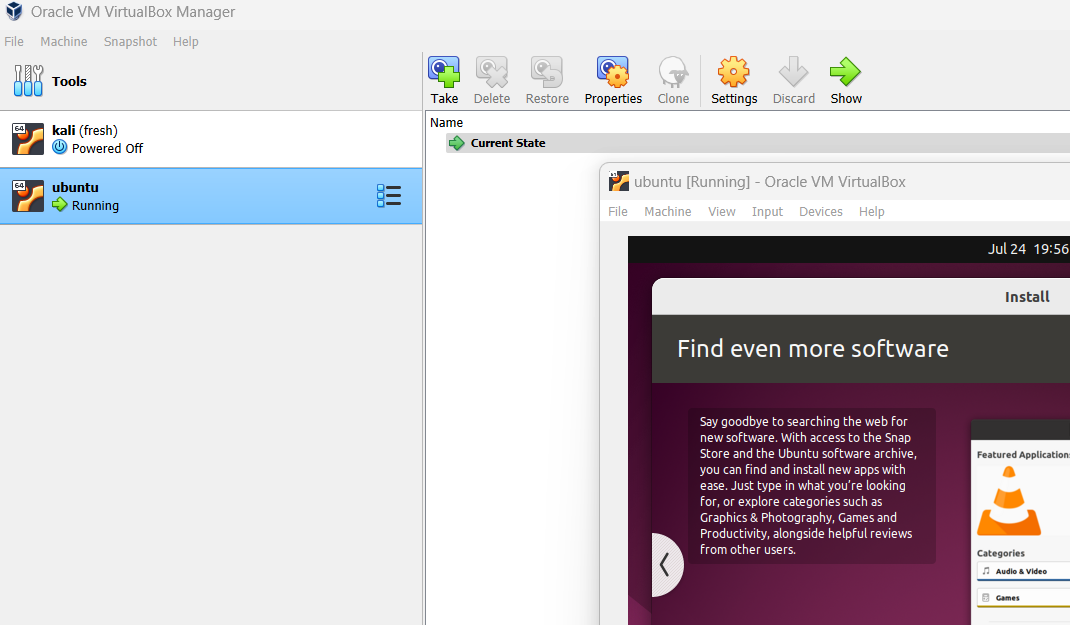 Oracle VM VirtualBox Manager
File Machine Snapshot Help
Tools
Take Delete Restore Properties Clone Settings Discard Show
Name
Current State
64
kali (fresh)
Powered Off
64
ubuntu
Running
ubuntu [Running] - Oracle VM VirtualBox
File Machine View Input Devices Help
Jul 24 19:56
Install
Find even more software
Say goodbye to searching the web for
new software. With access to the Snap
Store and the Ubuntu software archive,
you can find and install new apps with
ease. Just type in what you're looking
for, or explore categories such as
Graphics & Photography, Games and
Productivity, alongside helpful reviews
from other users.
Featured Applications
Categories
Audio & Video
Games